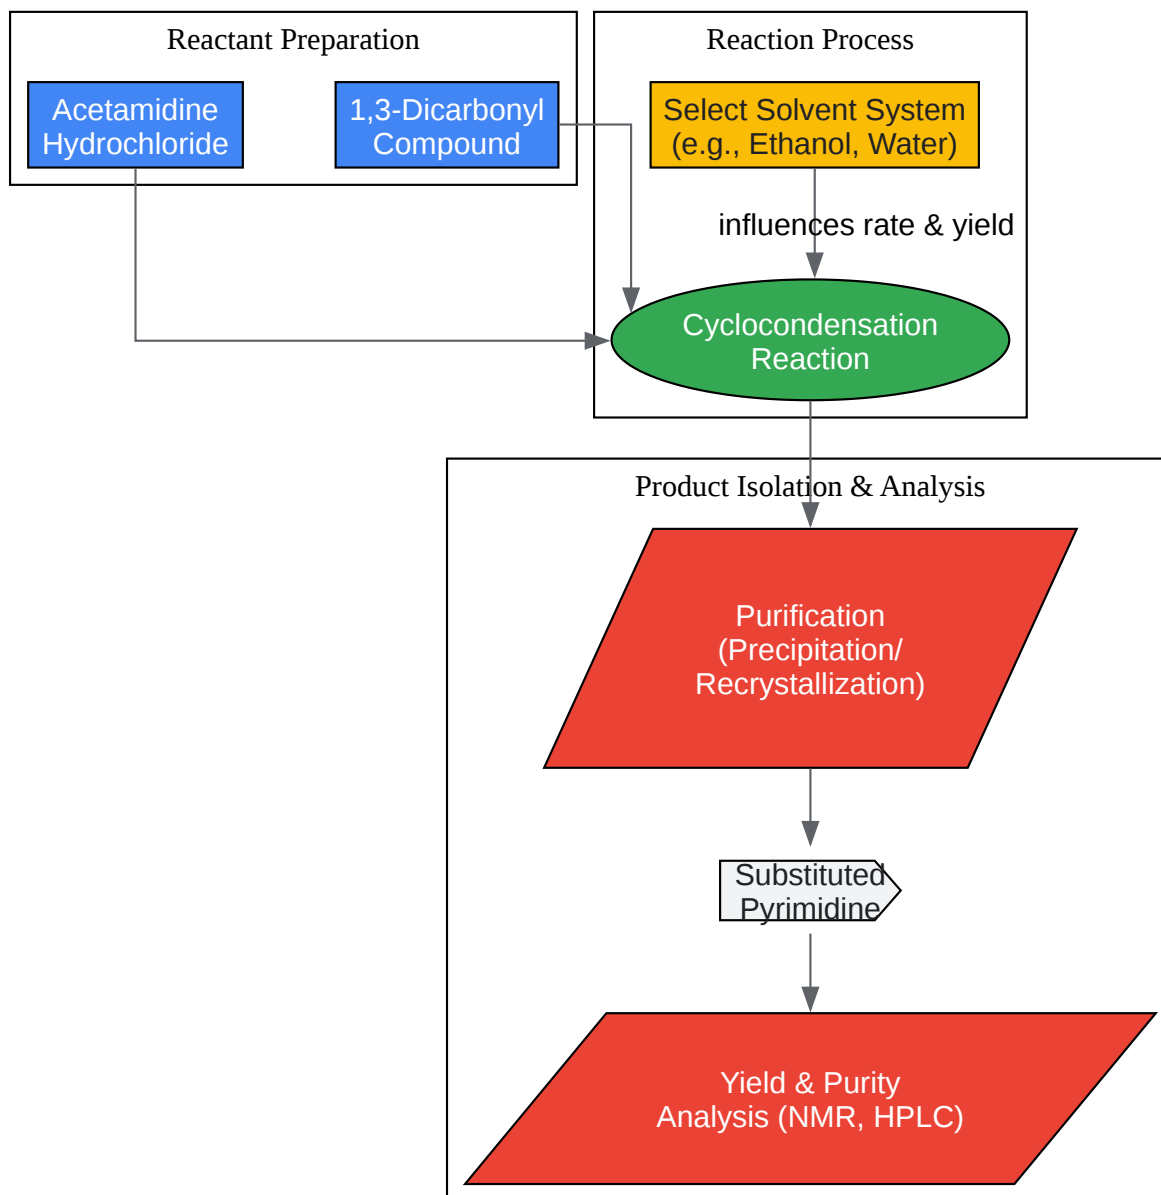 Reactant Preparation
Acetamidine
Hydrochloride
1,3-Dicarbonyl
Compound
Reaction Process
Select Solvent System
(e.g., Ethanol, Water)
influences rate & yield
Cyclocondensation
Reaction
Product Isolation & Analysis
Purification
(Precipitation/
Recrystallization)
Substituted
Pyrimidine
Yield & Purity
Analysis (NMR, HPLC)